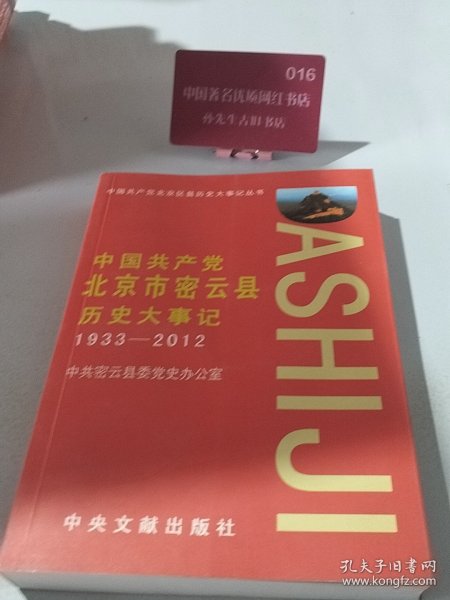 016
中国著名优质网红书店
孙先生古旧书店
中国共产党北京区县历史大事记丛书
中国共产党
北京市密云县
历史大事记
1933—2012
中共密云县委党史办公室
DASHIJI
中央文献出版社
孔夫子旧书网
www.kongfz.com